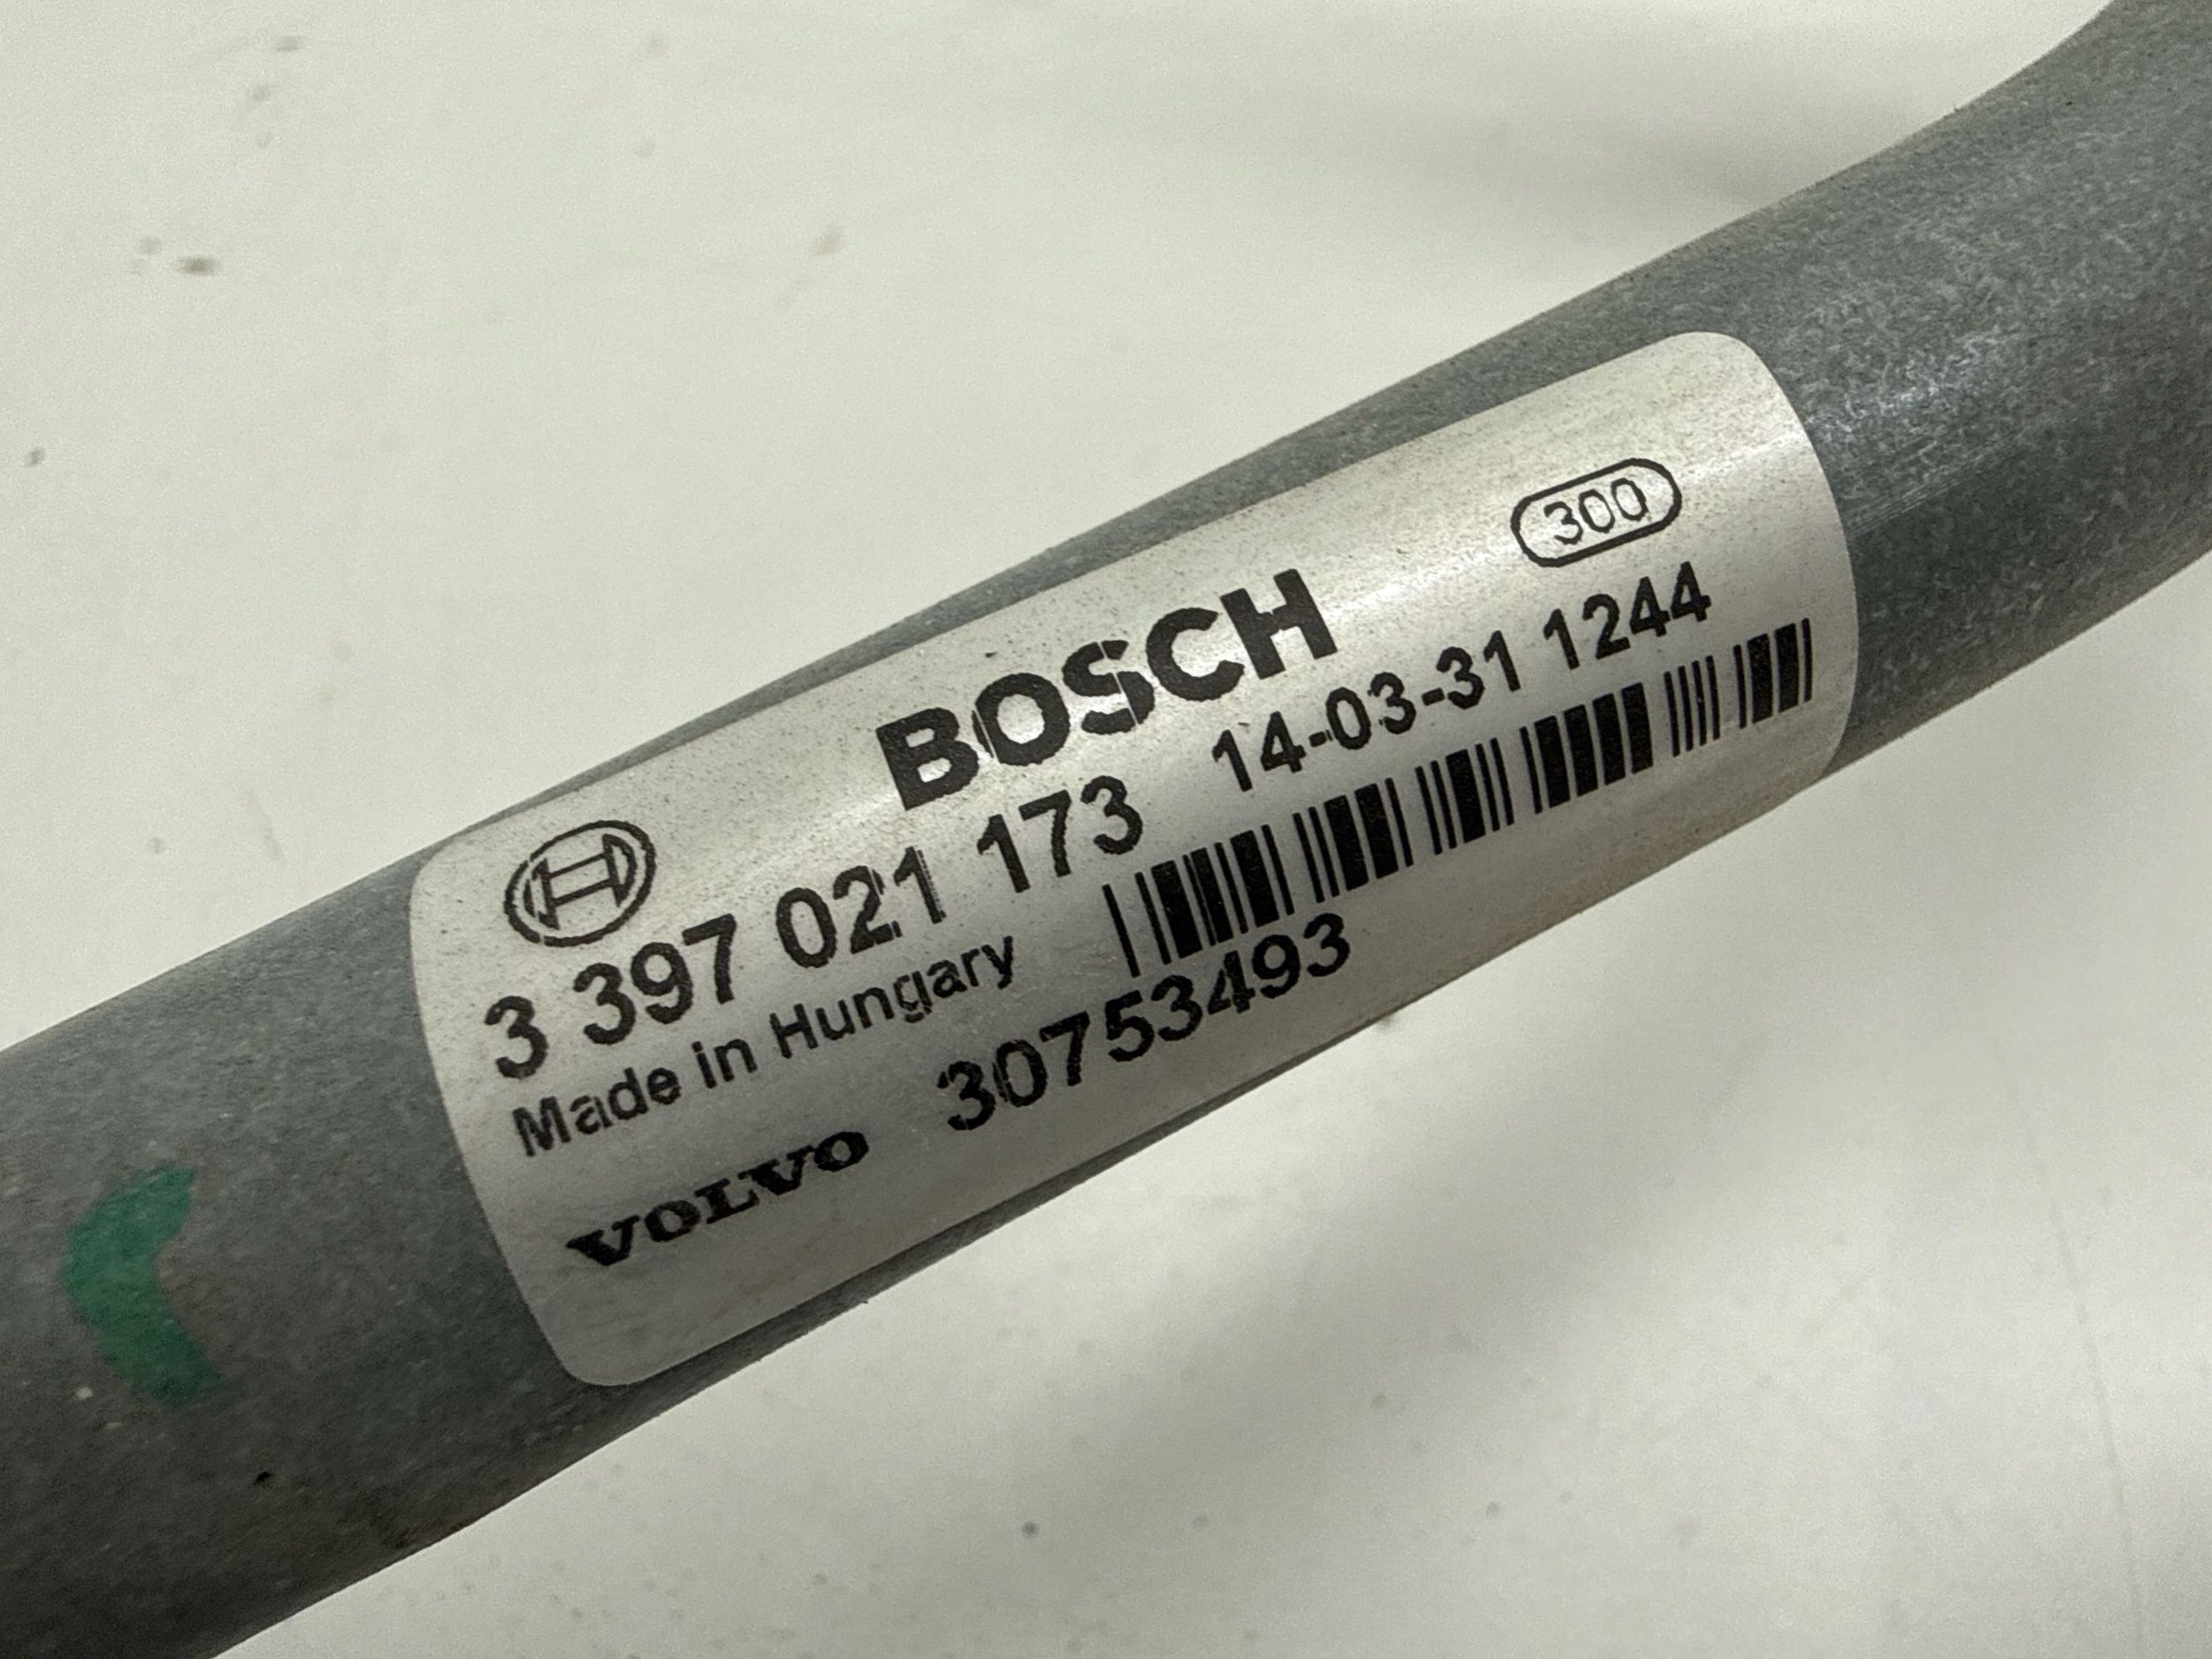 300
BOSCH
3 397 021 173 14-03-31 1244
Made in Hungary
VOLVO 30753493